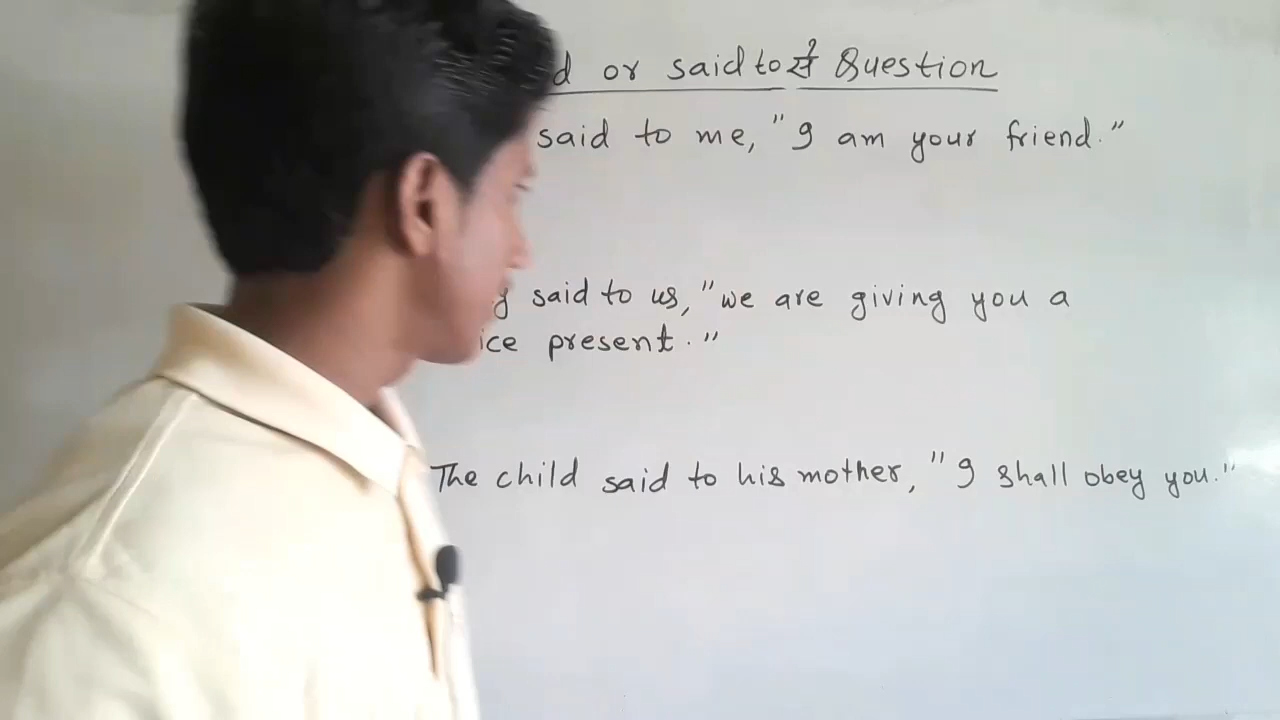 or said to से Question
said to me, "I am your friend."
said to us, "we are giving you a
present."
The child said to his mother, "I shall obey you."